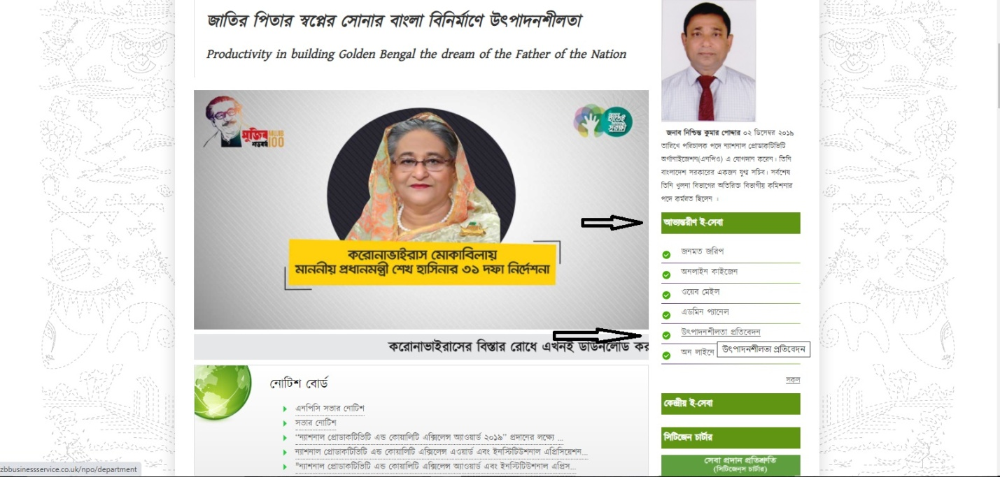 জাতির পিতার স্বপ্নের সোনার বাংলা বিনির্মাণে উৎপাদনশীলতা
Productivity in building Golden Bengal the dream of the Father of the Nation
মুজিব MUJIB
শতবর্ষ 100
করোনাভাইরাস মোকাবিলায়
মাননীয় প্রধানমন্ত্রী শেখ হাসিনার ৩১ দফা নির্দেশনা
করোনাভাইরাসের বিস্তার রোধে এখনই ডাউনলোড কর
নোটিশ বোর্ড
এনপিসি সভার নোটিশ
সভার নোটিশ
“ন্যাশনাল প্রোডাকটিভিটি এন্ড কোয়ালিটি এক্সিলেন্স অ্যাওয়ার্ড ২০১৯” প্রদানের লক্ষ্যে ...
ন্যাশনাল প্রোডাকটিভিটি এন্ড কোয়ালিটি এক্সিলেন্স এওয়ার্ড এবং ইনস্টিটিউশনাল এপ্রিসিয়েশন...
"ন্যাশনাল প্রোডাকটিভিটি এন্ড কোয়ালিটি এক্সিলেন্স অ্যাওয়ার্ড এবং ইনস্টিটিউশনাল এপ্রিস...
জনাব নিশ্চিন্ত কুমার পোদ্দার ০২ ডিসেম্বর ২০১৯
তারিখে পরিচালক পদে ন্যাশনাল প্রোডাকটিভিটি
অর্গানাইজেশন(এনপিও) এ যোগদান করেন। তিনি
বাংলাদেশ সরকারের একজন যুগ্ম সচিব। সর্বশেষ
তিনি খুলনা বিভাগের অতিরিক্ত বিভাগীয় কমিশনার
পদে কর্মরত ছিলেন ।
আভ্যন্তরীণ ই-সেবা
জনমত জরিপ
অনলাইন কাইজেন
ওয়েব মেইল
এডমিন প্যানেল
উৎপাদনশীলতা প্রতিবেদন
অন লাইনে
উৎপাদনশীলতা প্রতিবেদন
সকল
কেন্দ্রীয় ই-সেবা
সিটিজেন চার্টার
সেবা প্রদান প্রতিশ্রুতি
(সিটিজেন্স চার্টার)
zbbusinessservice.co.uk/npo/department